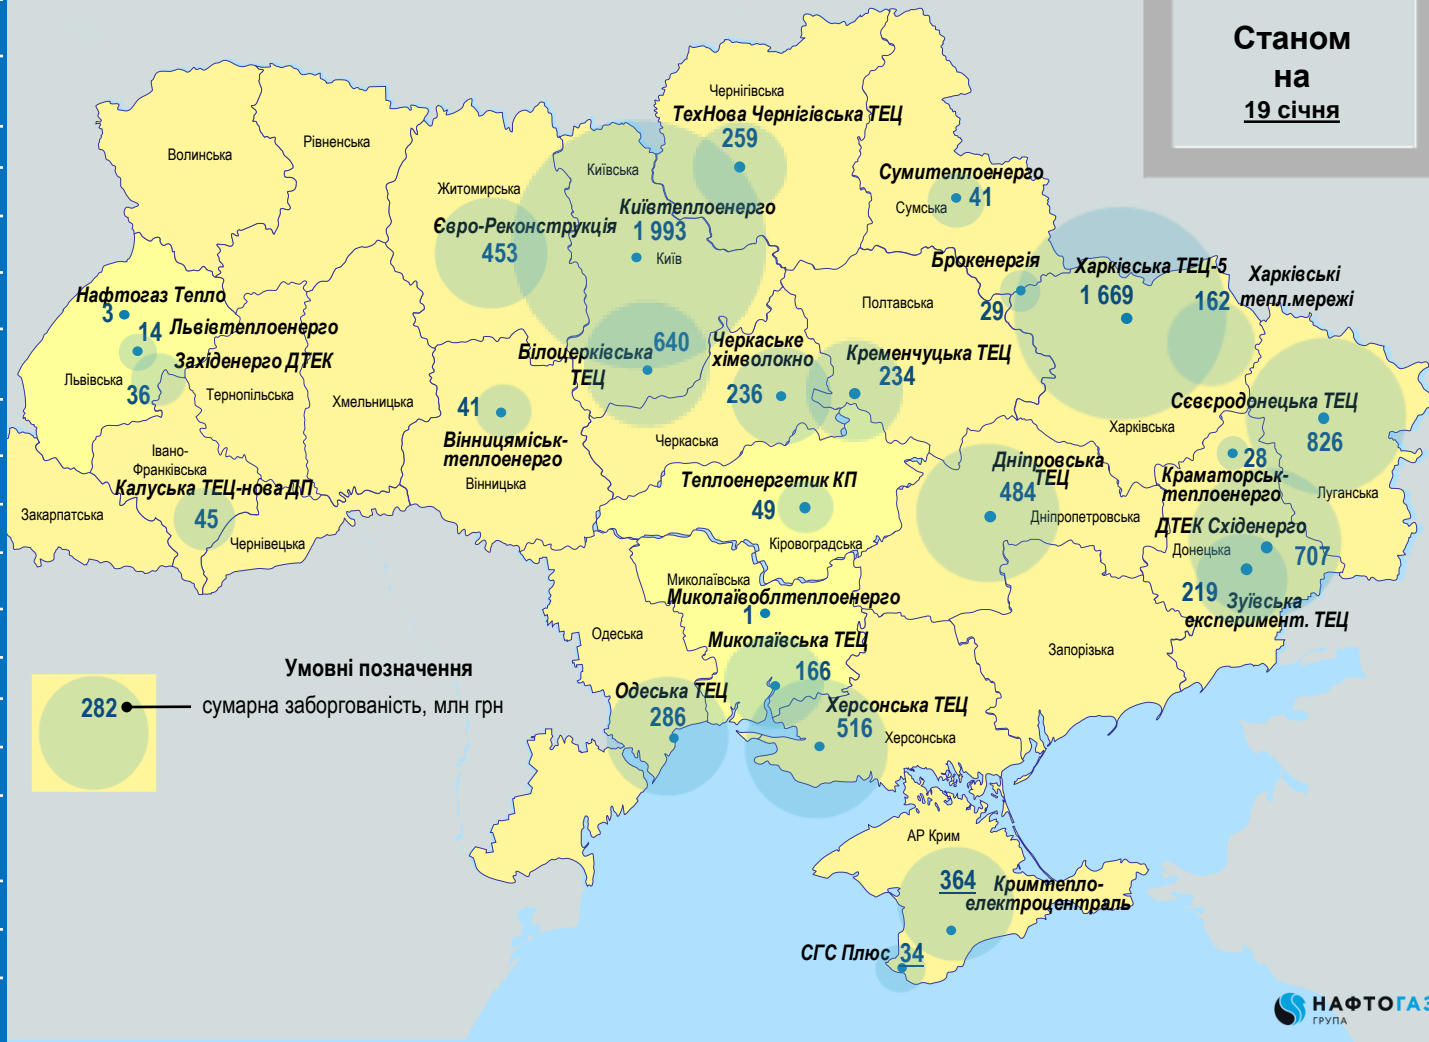 Станом
на
19 січня
Чернігівська
ТехНова Чернігівська ТЕЦ
259
Рівненська
Волинська
Київська
Житомирська
Сумитеплоенерго
41
Сумська
Київтеплоенерго
1 993
Київ
Євро-Реконструкція
453
Брокенергія
29
Харківська ТЕЦ-5
1 669
Харківські
тепл.мережі
162
Полтавська
Нафтогаз Тепло
3
14
Львівтеплоенерго
Західенерго ДТЕК
36
Львівська
Тернопільська
Хмельницька
Білоцерківська
ТЕЦ
640
Черкаське
хімволокно
236
Кременчуцька ТЕЦ
234
41
Вінницяміськ-
теплоенерго
Вінницька
Черкаська
Харківська
Сєвєродонецька ТЕЦ
826
28
Краматорськ-
теплоенерго
Луганська
Івано-
Франківська
Калуська ТЕЦ-нова ДП
45
Закарпатська
Чернівецька
Теплоенергетик КП
49
Кіровоградська
Дніпровська
ТЕЦ
484
Дніпропетровська
ДТЕК Східенерго
Донецька
707
219
Зуївська
експеримент. ТЕЦ
Миколаївська
Миколаївоблтеплоенерго
1
Миколаївська ТЕЦ
166
Одеська
Запорізька
Одеська ТЕЦ
286
Херсонська ТЕЦ
516
Херсонська
Умовні позначення
282
сумарна заборгованість, млн грн
АР Крим
364
Кримтепло-
електроцентраль
СГС Плюс
34
НАФТОГАЗ
ГРУПА